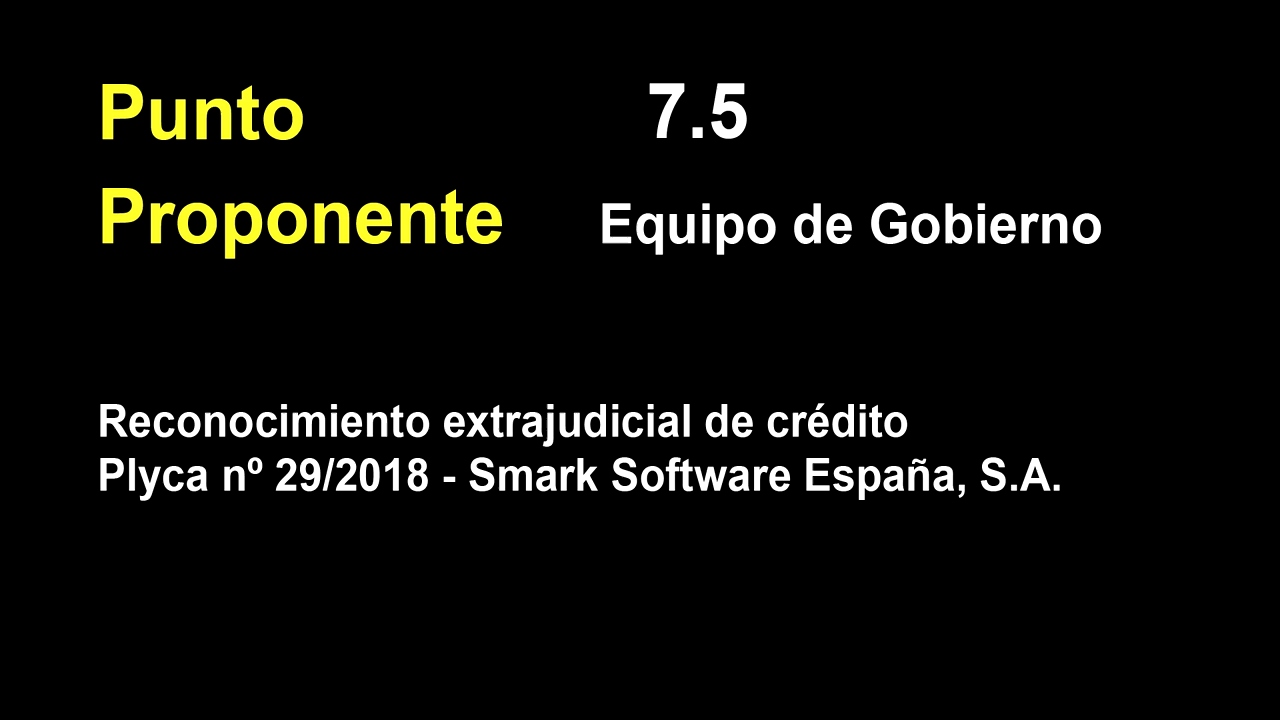 Punto 7.5
Proponente Equipo de Gobierno
Reconocimiento extrajudicial de crédito
Plyca nº 29/2018 - Smark Software España, S.A.